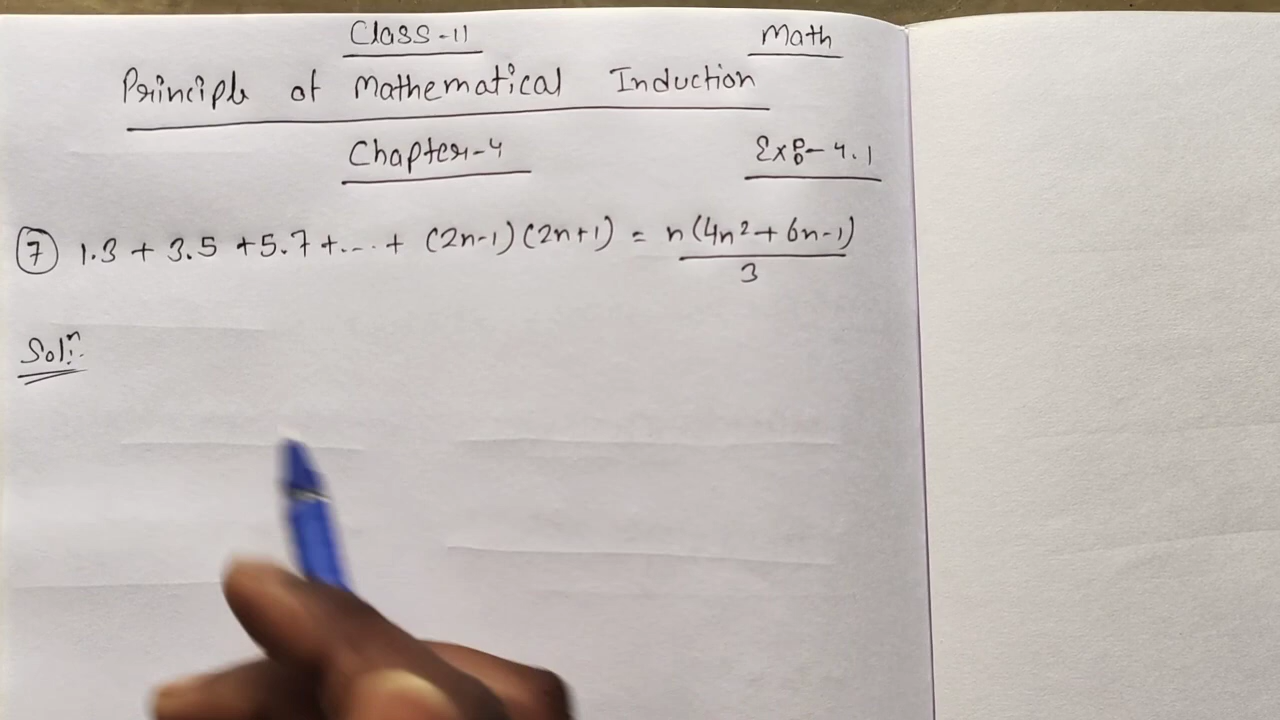 Class-11 Math
Principle of Mathematical Induction
Chapter-4 Ex:- 4.1
7 1.3 + 3.5 + 5.7 + .... + (2n-1)(2n+1) = n(4n²+6n-1)
3
Solⁿ:-